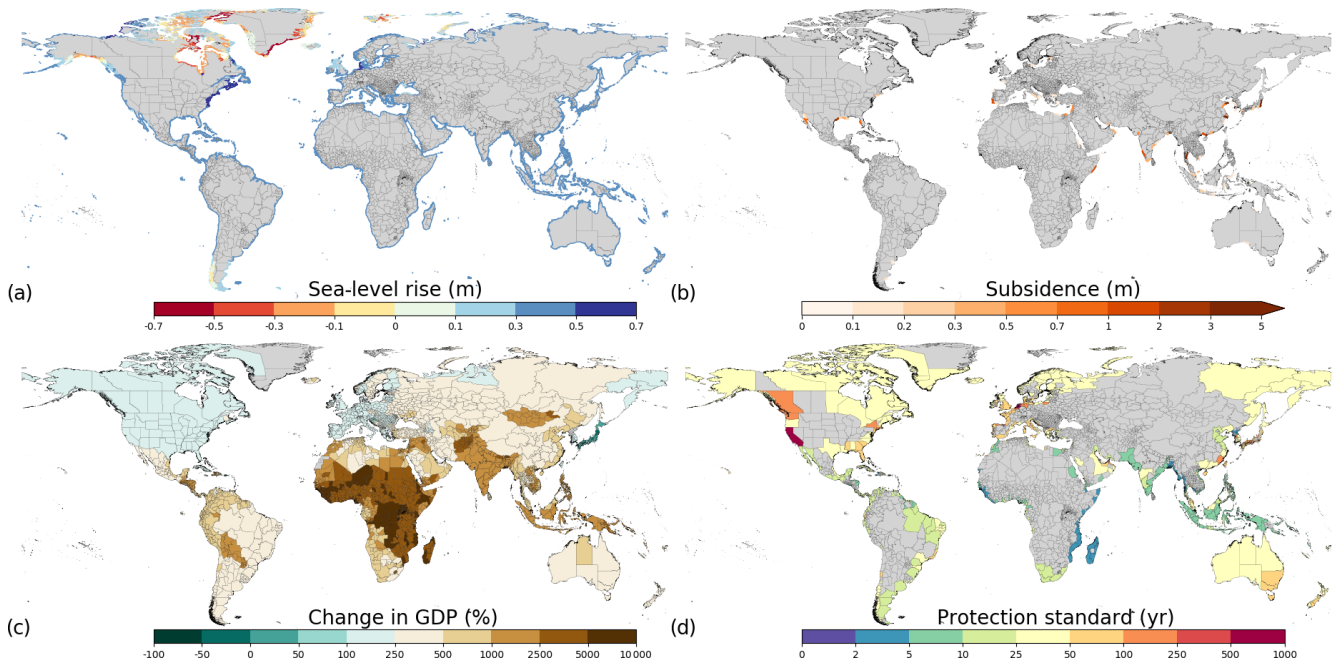 (a)
Sea-level rise (m)
-0.7 -0.5 -0.3 -0.1 0 0.1 0.3 0.5 0.7
(b)
Subsidence (m)
0 0.1 0.2 0.3 0.5 0.7 1 2 3 5
(c)
Change in GDP (%)
-100 -50 0 50 100 250 500 1000 2500 5000 10000
(d)
Protection standard (yr)
0 2 5 10 25 50 100 250 500 1000